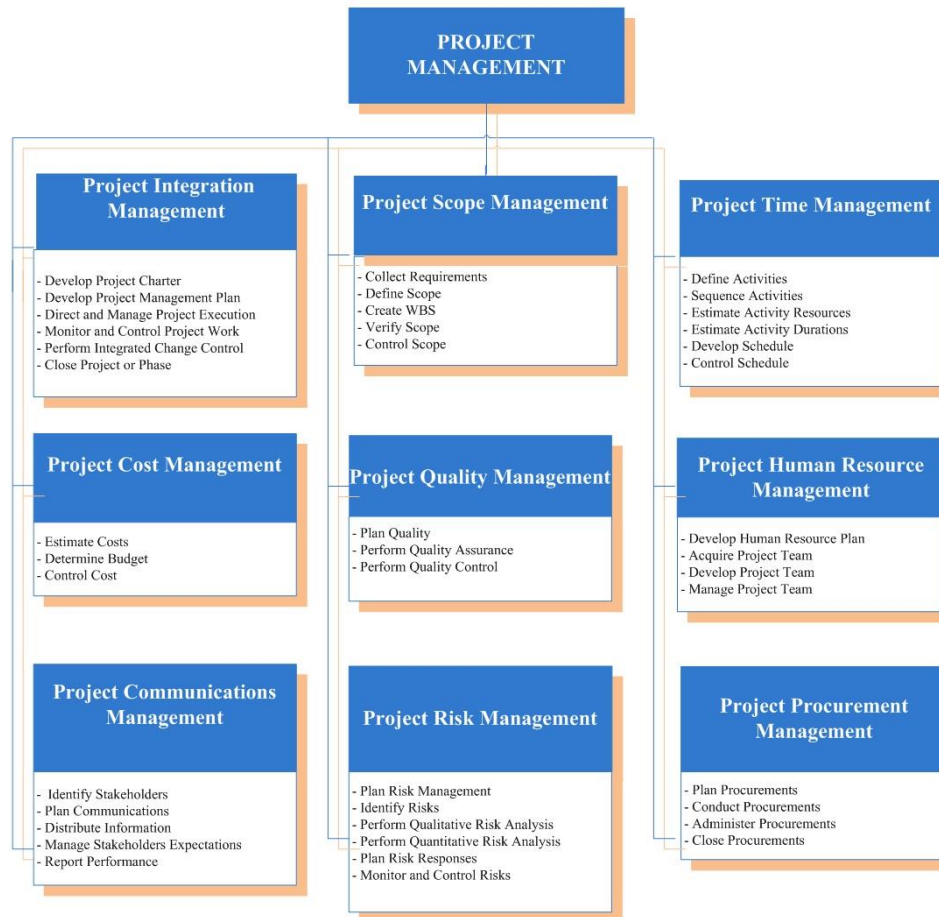 PROJECT
MANAGEMENT
Project Integration
Management
- Develop Project Charter
- Develop Project Management Plan
- Direct and Manage Project Execution
- Monitor and Control Project Work
- Perform Integrated Change Control
- Close Project or Phase
Project Scope Management
- Collect Requirements
- Define Scope
- Create WBS
- Verify Scope
- Control Scope
Project Time Management
- Define Activities
- Sequence Activities
- Estimate Activity Resources
- Estimate Activity Durations
- Develop Schedule
- Control Schedule
Project Cost Management
- Estimate Costs
- Determine Budget
- Control Cost
Project Quality Management
- Plan Quality
- Perform Quality Assurance
- Perform Quality Control
Project Human Resource
Management
- Develop Human Resource Plan
- Acquire Project Team
- Develop Project Team
- Manage Project Team
Project Communications
Management
- Identify Stakeholders
- Plan Communications
- Distribute Information
- Manage Stakeholders Expectations
- Report Performance
Project Risk Management
- Plan Risk Management
- Identify Risks
- Perform Qualitative Risk Analysis
- Perform Quantitative Risk Analysis
- Plan Risk Responses
- Monitor and Control Risks
Project Procurement
Management
- Plan Procurements
- Conduct Procurements
- Administer Procurements
- Close Procurements